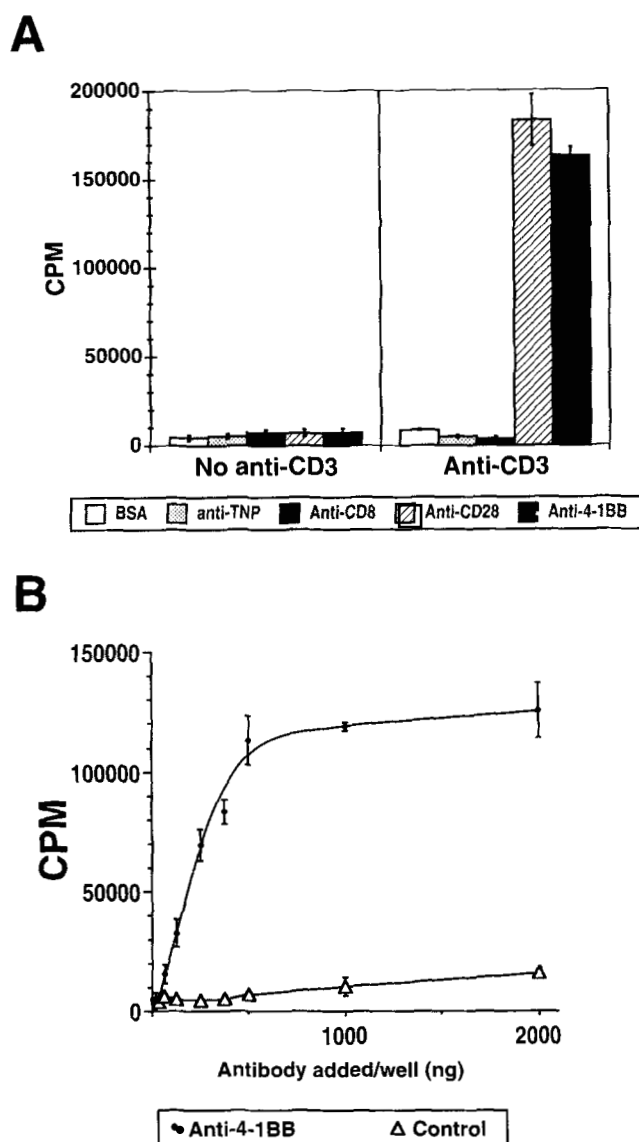 A
200000
150000
100000
50000
0
CPM
No anti-CD3
Anti-CD3
BSA anti-TNP Anti-CD8 Anti-CD28 Anti-4-1BB
B
150000
100000
50000
0
CPM
1000 2000
Antibody added/well (ng)
Anti-4-1BB Control